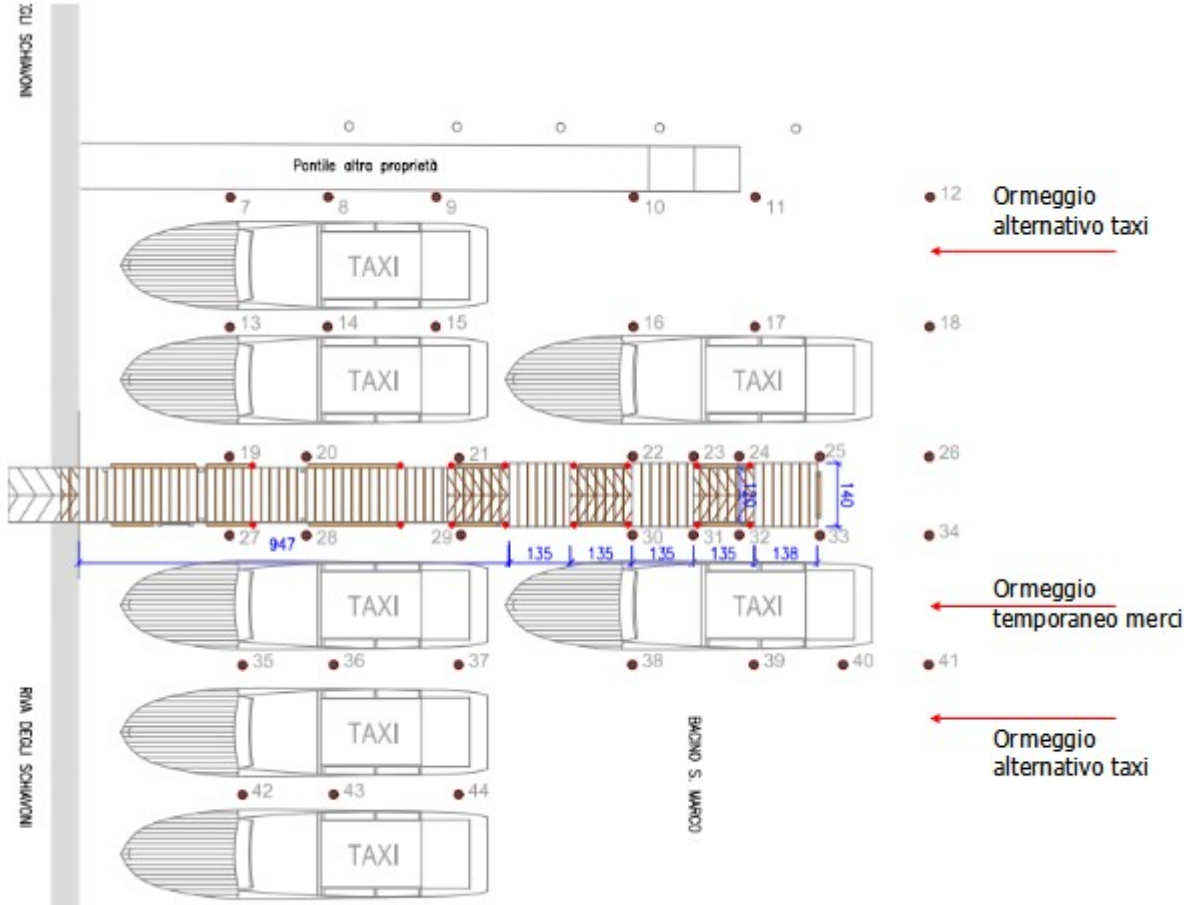 EGLI SCHIAVONI
Pontile altra proprietà
7 8 9 10 11 12
Ormeggio
alternativo taxi
TAXI
13 14 15 16 17 18
TAXI TAXI
19 20 21 22 23 24 25 26
120
140
27 28 29 30 31 32 33 34
947 135 135 135 135 138
TAXI TAXI
Ormeggio
temporaneo merci
35 36 37 38 39 40 41
RIVA DEGLI SCHIAVONI
TAXI
BACINO S. MARCO
Ormeggio
alternativo taxi
42 43 44
TAXI